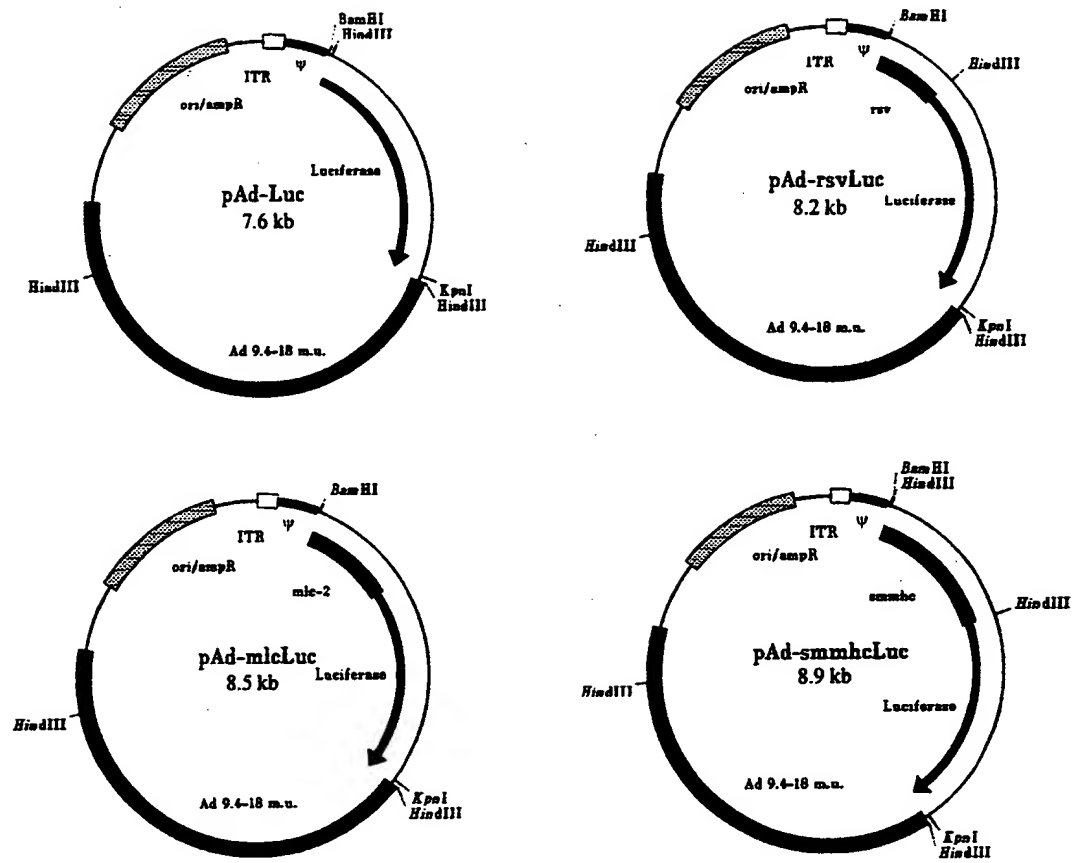 BamHI
HindIII
ITR
Ψ
ori/ampR
Luciferase
pAd-Luc
7.6 kb
HindIII
KpnI
HindIII
Ad 9.4-18 m.u.
BamHI
HindIII
ITR
Ψ
ori/ampR
rsv
pAd-rsvLuc
8.2 kb
Luciferase
HindIII
KpnI
HindIII
Ad 9.4-18 m.u.
BamHI
ITR
Ψ
ori/ampR
mlc-2
pAd-mlcLuc
8.5 kb
Luciferase
HindIII
KpnI
HindIII
Ad 9.4-18 m.u.
BamHI
HindIII
ITR
Ψ
ori/ampR
smmhc
HindIII
pAd-smmhcLuc
8.9 kb
HindIII
Luciferase
Ad 9.4-18 m.u.
KpnI
HindIII